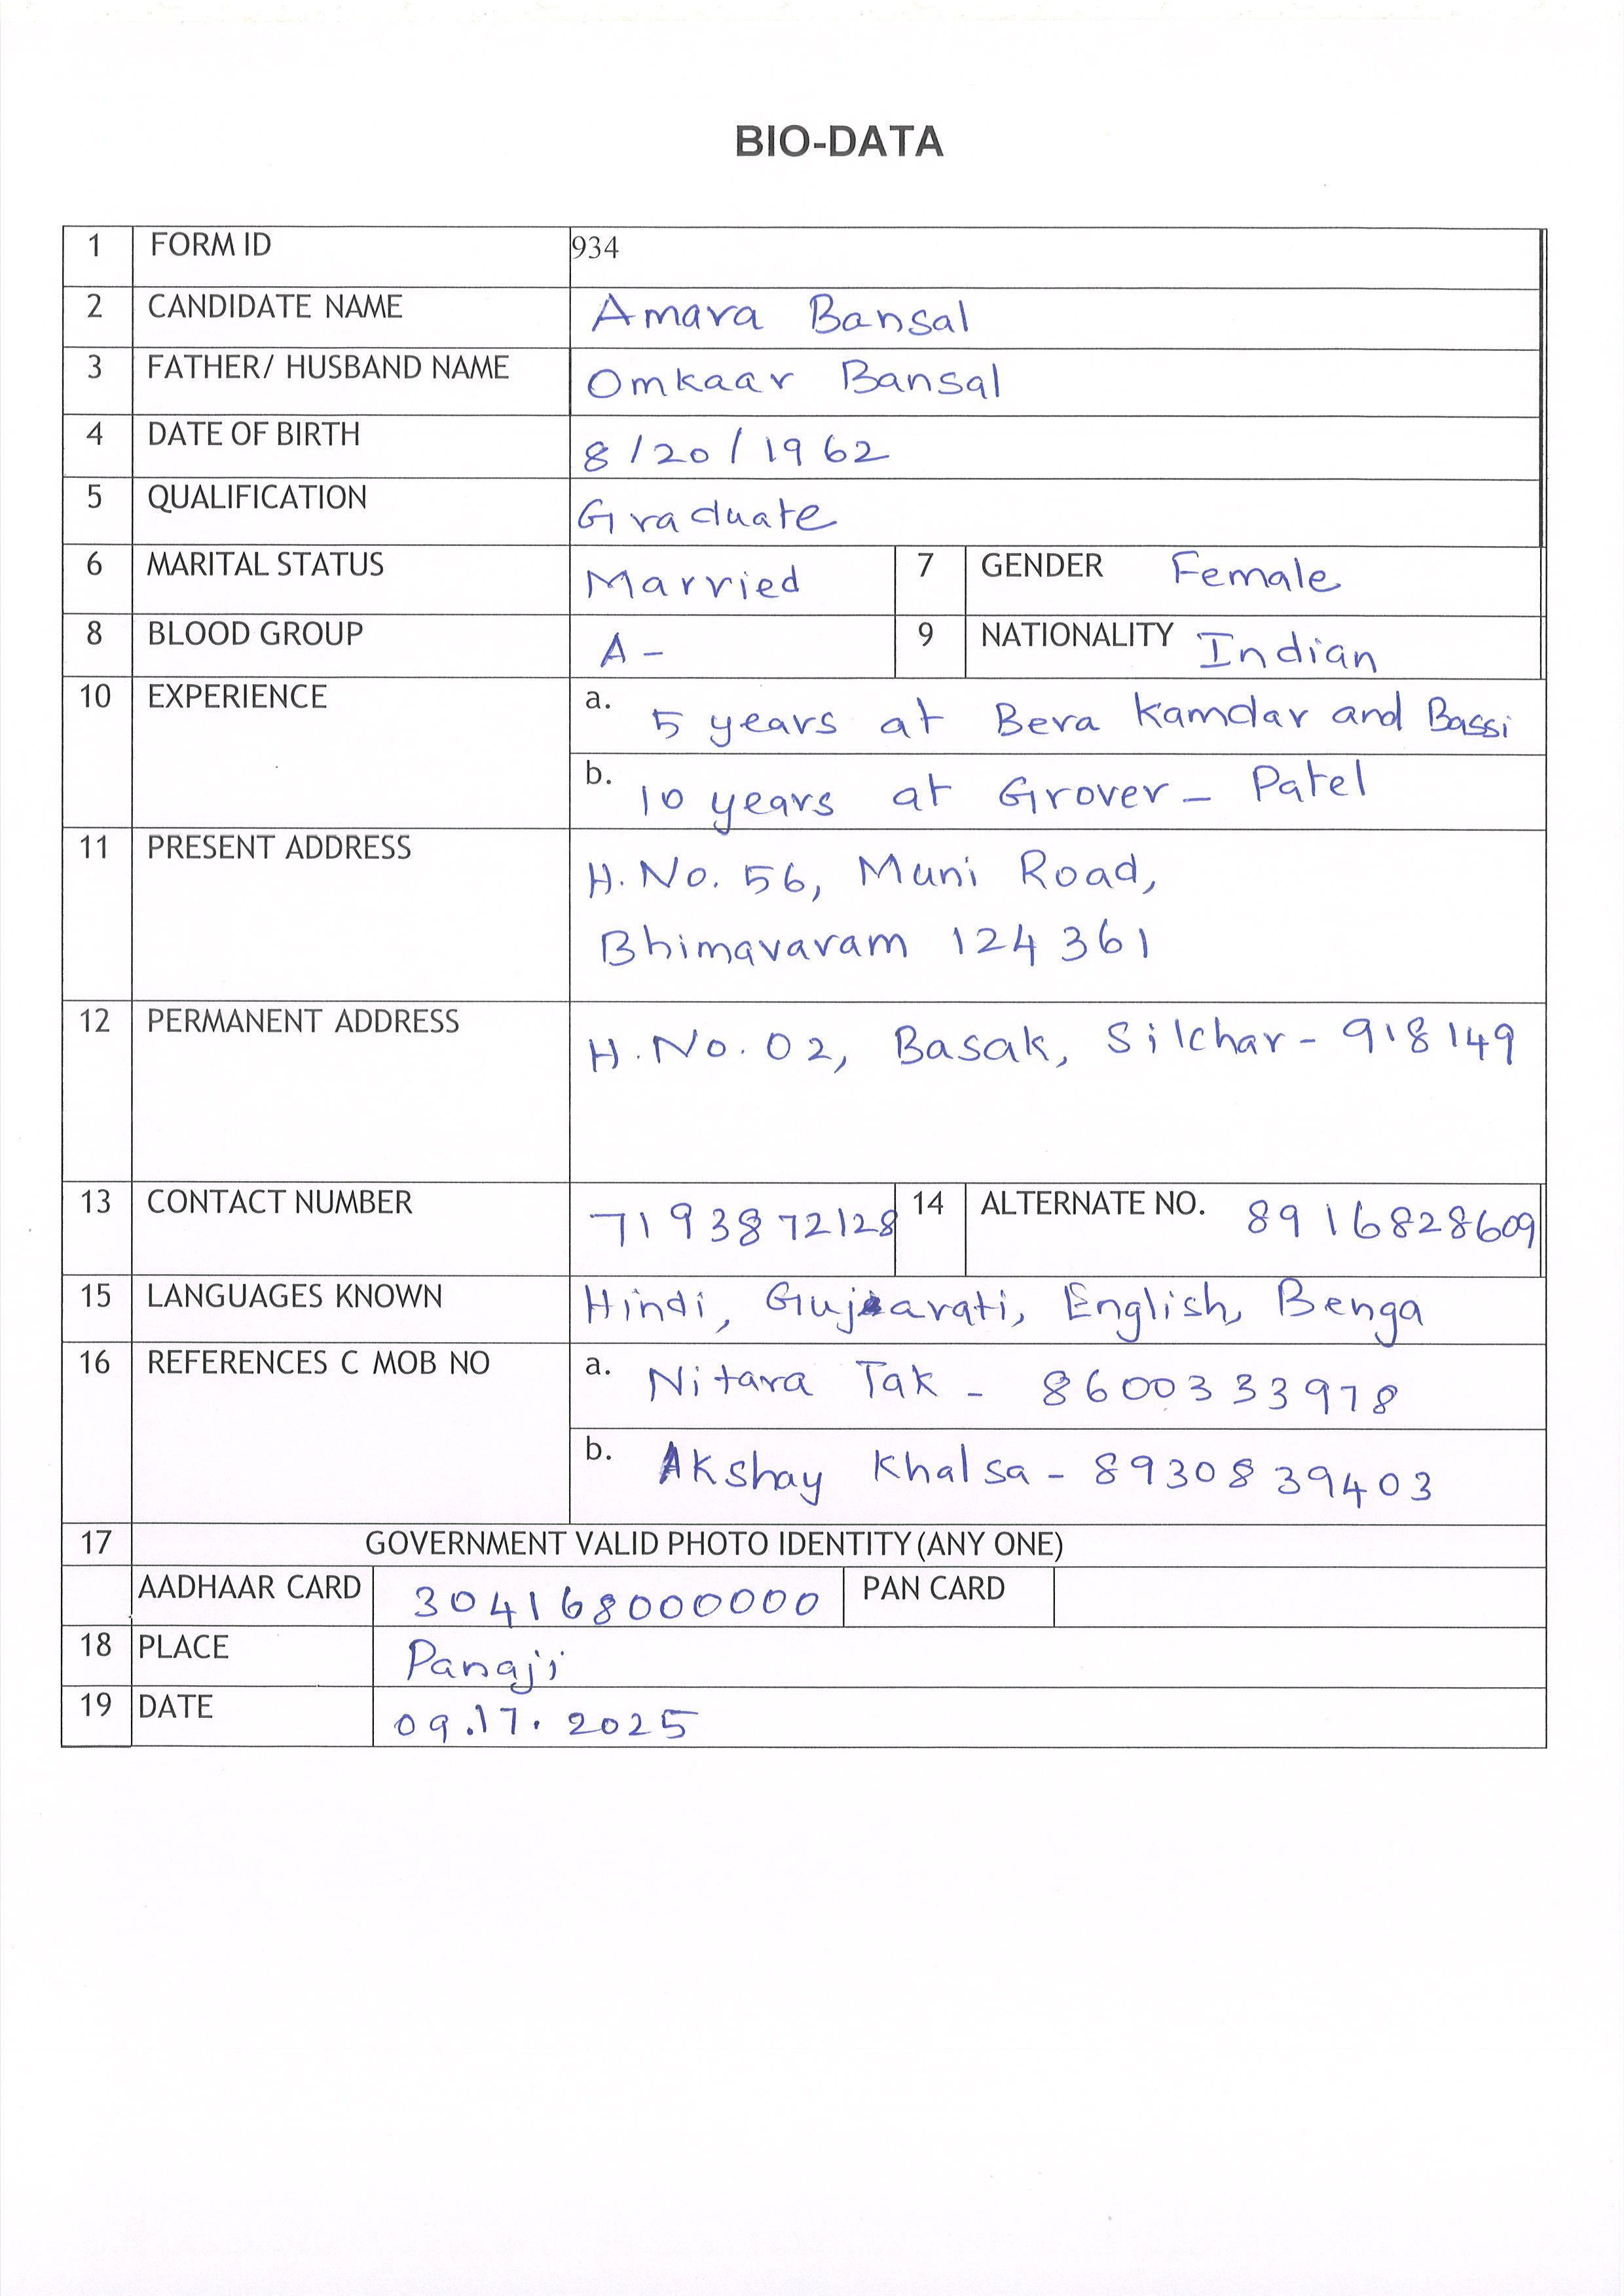 BIO-DATA
1 FORM ID 934
2 CANDIDATE NAME Amara Bansal
3 FATHER/ HUSBAND NAME Omkaar Bansal
4 DATE OF BIRTH 8/20/1962
5 QUALIFICATION Graduate
6 MARITAL STATUS Married 7 GENDER Female
8 BLOOD GROUP A- 9 NATIONALITY Indian
10 EXPERIENCE a. 5 years at Bera Kamdar and Bassi
b. 10 years at Grover - Patel
11 PRESENT ADDRESS H.No. 56, Muni Road,
Bhimavaram 124361
12 PERMANENT ADDRESS H.No.02, Basak, Silchar - 918149
13 CONTACT NUMBER 7193872128 14 ALTERNATE NO. 8916828609
15 LANGUAGES KNOWN Hindi, Gujarati, English, Benga
16 REFERENCES C MOB NO a. Nitara Tak - 8600333978
b. Akshay Khalsa - 8930839403
17 GOVERNMENT VALID PHOTO IDENTITY (ANY ONE)
AADHAAR CARD 304168000000 PAN CARD
18 PLACE Panaji
19 DATE 09.17.2025